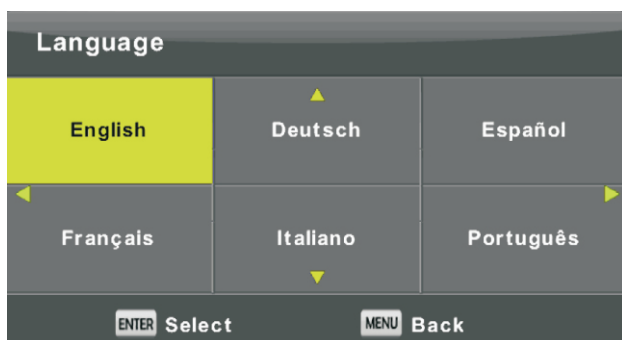 Language
English Deutsch Español
Français Italiano Português
ENTER Select MENU Back